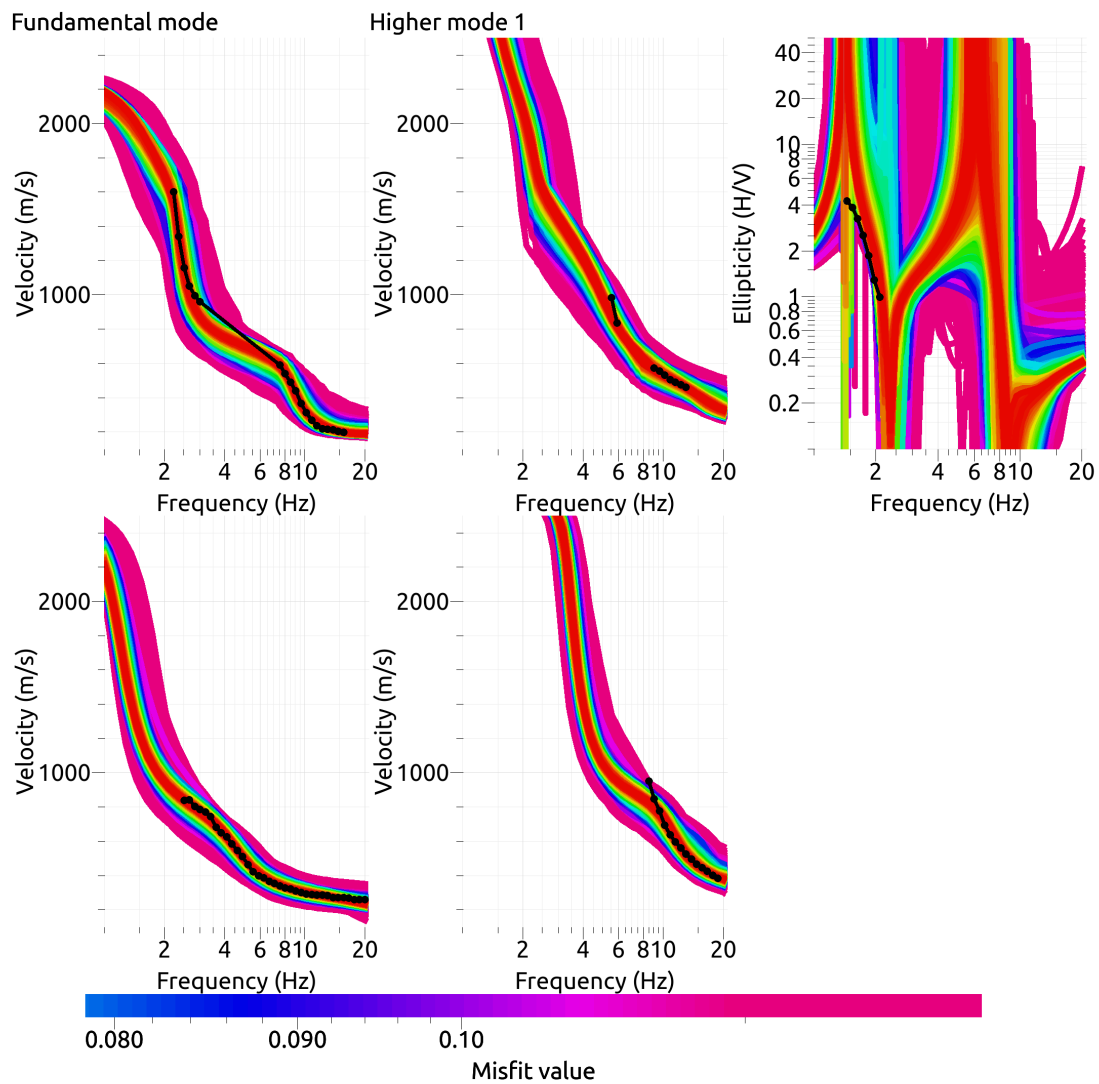 Fundamental mode
Higher mode 1
Velocity (m/s)
2000
1000
2 4 6 8 10 20
Frequency (Hz)
Velocity (m/s)
2000
1000
2 4 6 8 10 20
Frequency (Hz)
Ellipticity (H/V)
40
20
10
8
6
4
2
1
0.8
0.6
0.4
0.2
2 4 6 8 10 20
Frequency (Hz)
Velocity (m/s)
2000
1000
2 4 6 8 10 20
Frequency (Hz)
Velocity (m/s)
2000
1000
2 4 6 8 10 20
Frequency (Hz)
0.080 0.090 0.10
Misfit value